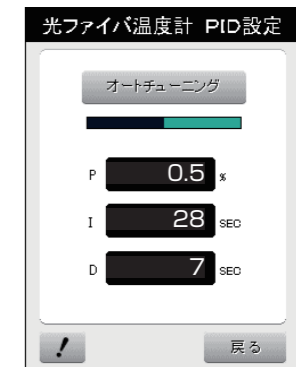 光ファイバ温度計 PID設定
オートチューニング
P 0.5 %
I 28 SEC
D 7 SEC
! 戻る